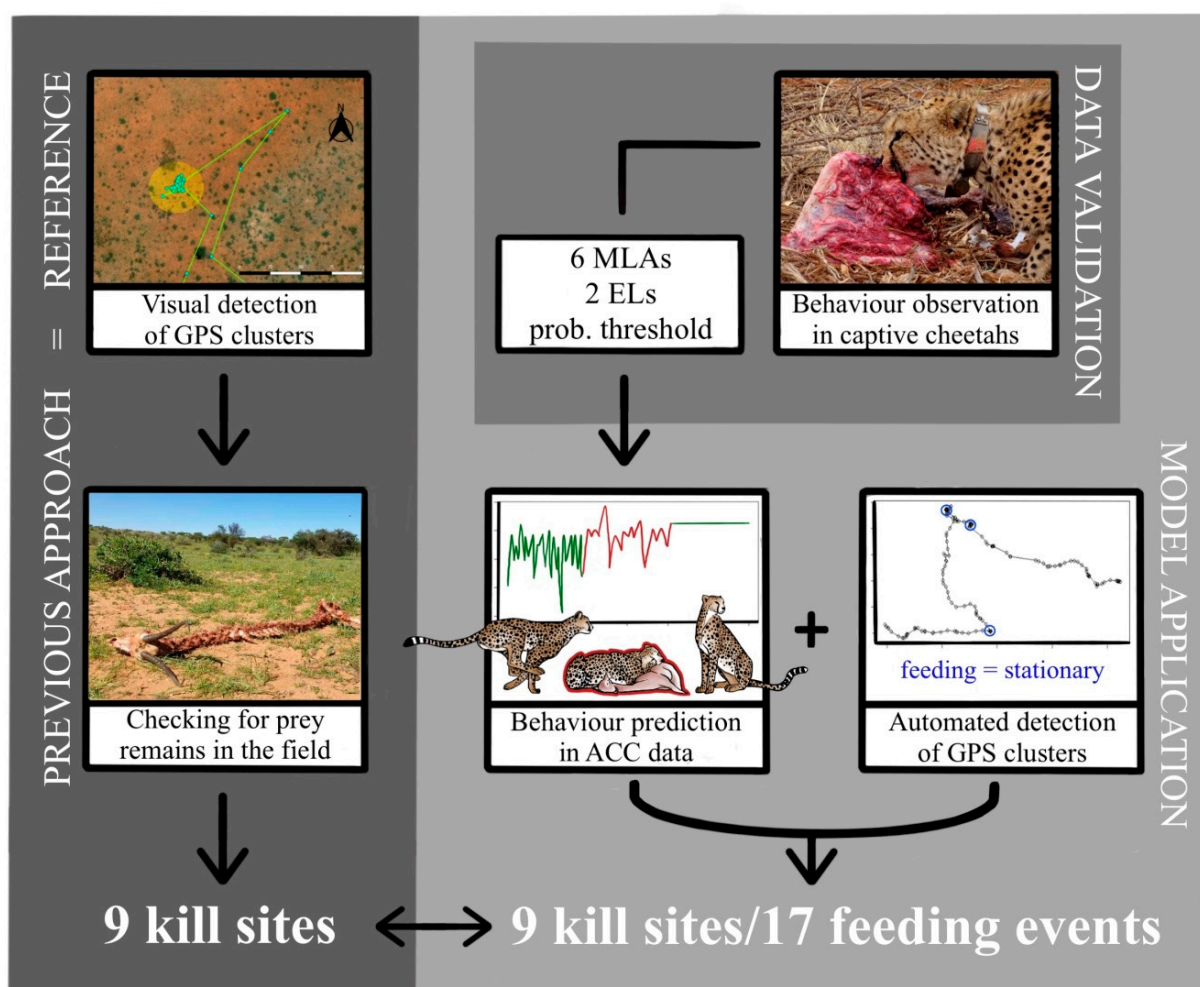 PREVIOUS APPROACH = REFERENCE
N
Visual detection
of GPS clusters
Checking for prey
remains in the field
9 kill sites
DATA VALIDATION
6 MLAs
2 ELs
prob. threshold
Behaviour observation
in captive cheetahs
MODEL APPLICATION
Behaviour prediction
in ACC data
+
feeding = stationary
Automated detection
of GPS clusters
9 kill sites/17 feeding events